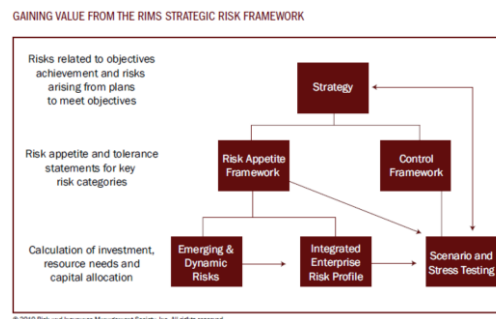 GAINING VALUE FROM THE RIMS STRATEGIC RISK FRAMEWORK
Risks related to objectives
achievement and risks
arising from plans
to meet objectives
Strategy
Risk appetite and tolerance
statements for key
risk categories
Risk Appetite
Framework
Control
Framework
Calculation of investment,
resource needs and
capital allocation
Emerging &
Dynamic
Risks
Integrated
Enterprise
Risk Profile
Scenario and
Stress Testing